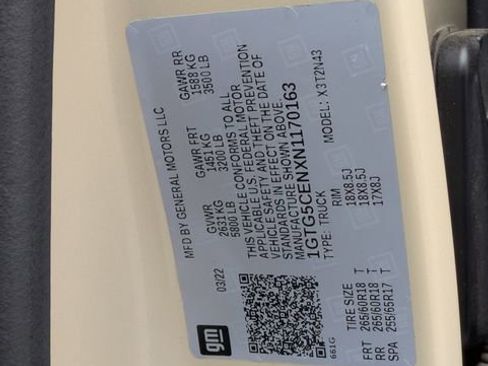 MFD BY GENERAL MOTORS LLC
03/22
GVWR GAWR FRT GAWR RR
2631 KG 1451 KG 1588 KG
5800 LB 3200 LB 3500 LB
THIS VEHICLE CONFORMS TO ALL
APPLICABLE U.S. FEDERAL MOTOR
VEHICLE SAFETY, AND THEFT PREVENTION
STANDARDS IN EFFECT ON THE DATE OF
MANUFACTURE SHOWN ABOVE.
1GTG5CENXN1170163
TYPE: TRUCK MODEL: X3T2N43
gm
661G
TIRE SIZE RIM
FRT 265/60R18 T 18X8.5J
RR 265/60R18 T 18X8.5J
SPA 255/65R17 T 17X8J